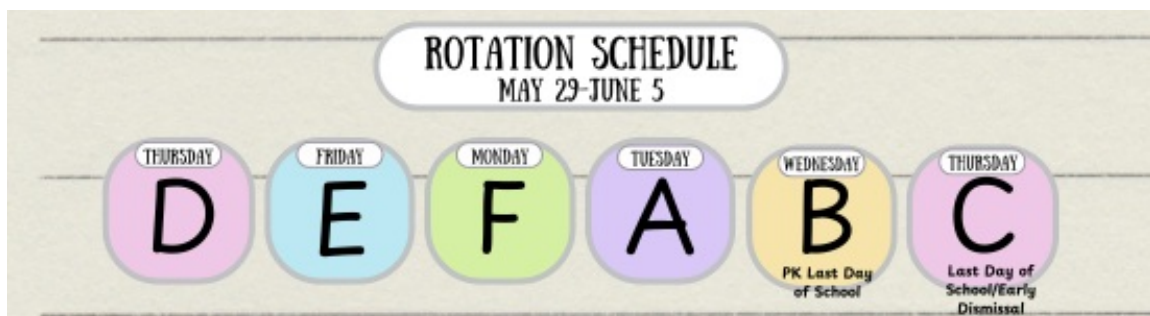 ROTATION SCHEDULE
MAY 29-JUNE 5
THURSDAY
D
FRIDAY
E
MONDAY
F
TUESDAY
A
WEDNESDAY
B
PK Last Day
of School
THURSDAY
C
Last Day of
School/Early
Dismissal